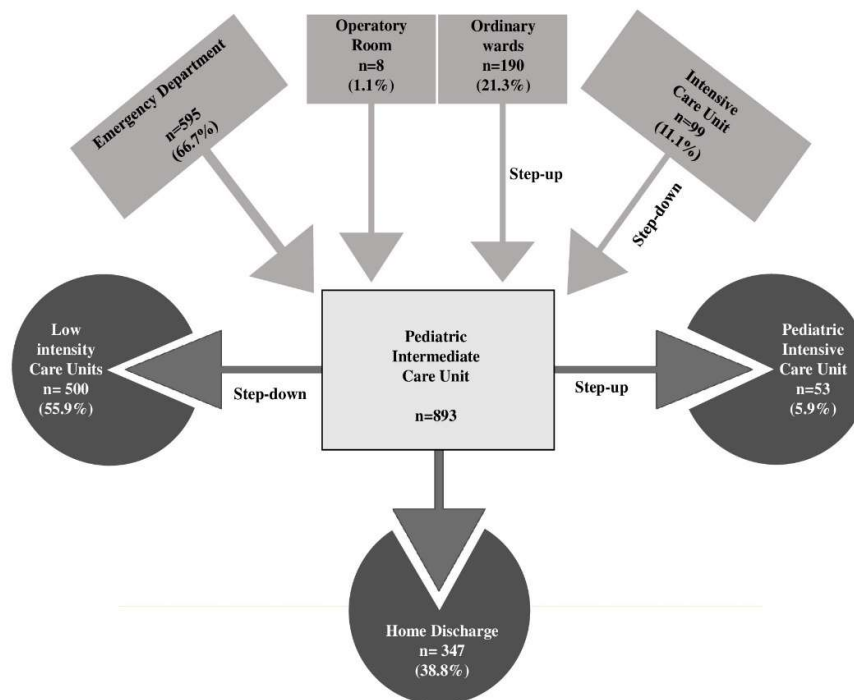 Emergency Department
n=595
(66.7%)
Operatory
Room
n=8
(1.1%)
Ordinary
wards
n=190
(21.3%)
Intensive
Care Unit
n=99
(11.1%)
Step-up
Step-down
Low
intensity
Care Units
n= 500
(55.9%)
Step-down
Pediatric
Intermediate
Care Unit
n=893
Step-up
Pediatric
Intensive
Care Unit
n=53
(5.9%)
Home Discharge
n= 347
(38.8%)